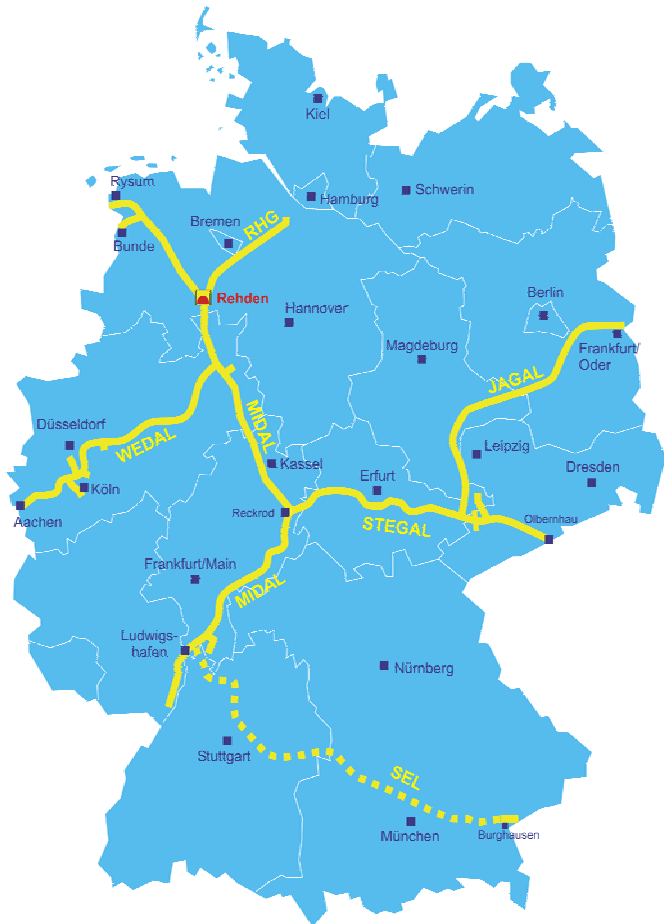 Kiel
Rysum
Hamburg
Schwerin
Bremen
RHG
Bunde
Rehden
Berlin
Hannover
Frankfurt/
Oder
Magdeburg
JAGAL
Düsseldorf
MIDAL
WEDAL
Leipzig
Kassel
Erfurt
Dresden
Köln
Reckrod
Aachen
STEGAL
Olbernhau
Frankfurt/Main
MIDAL
Ludwigs-
hafen
Nürnberg
Stuttgart
SEL
München
Burghausen